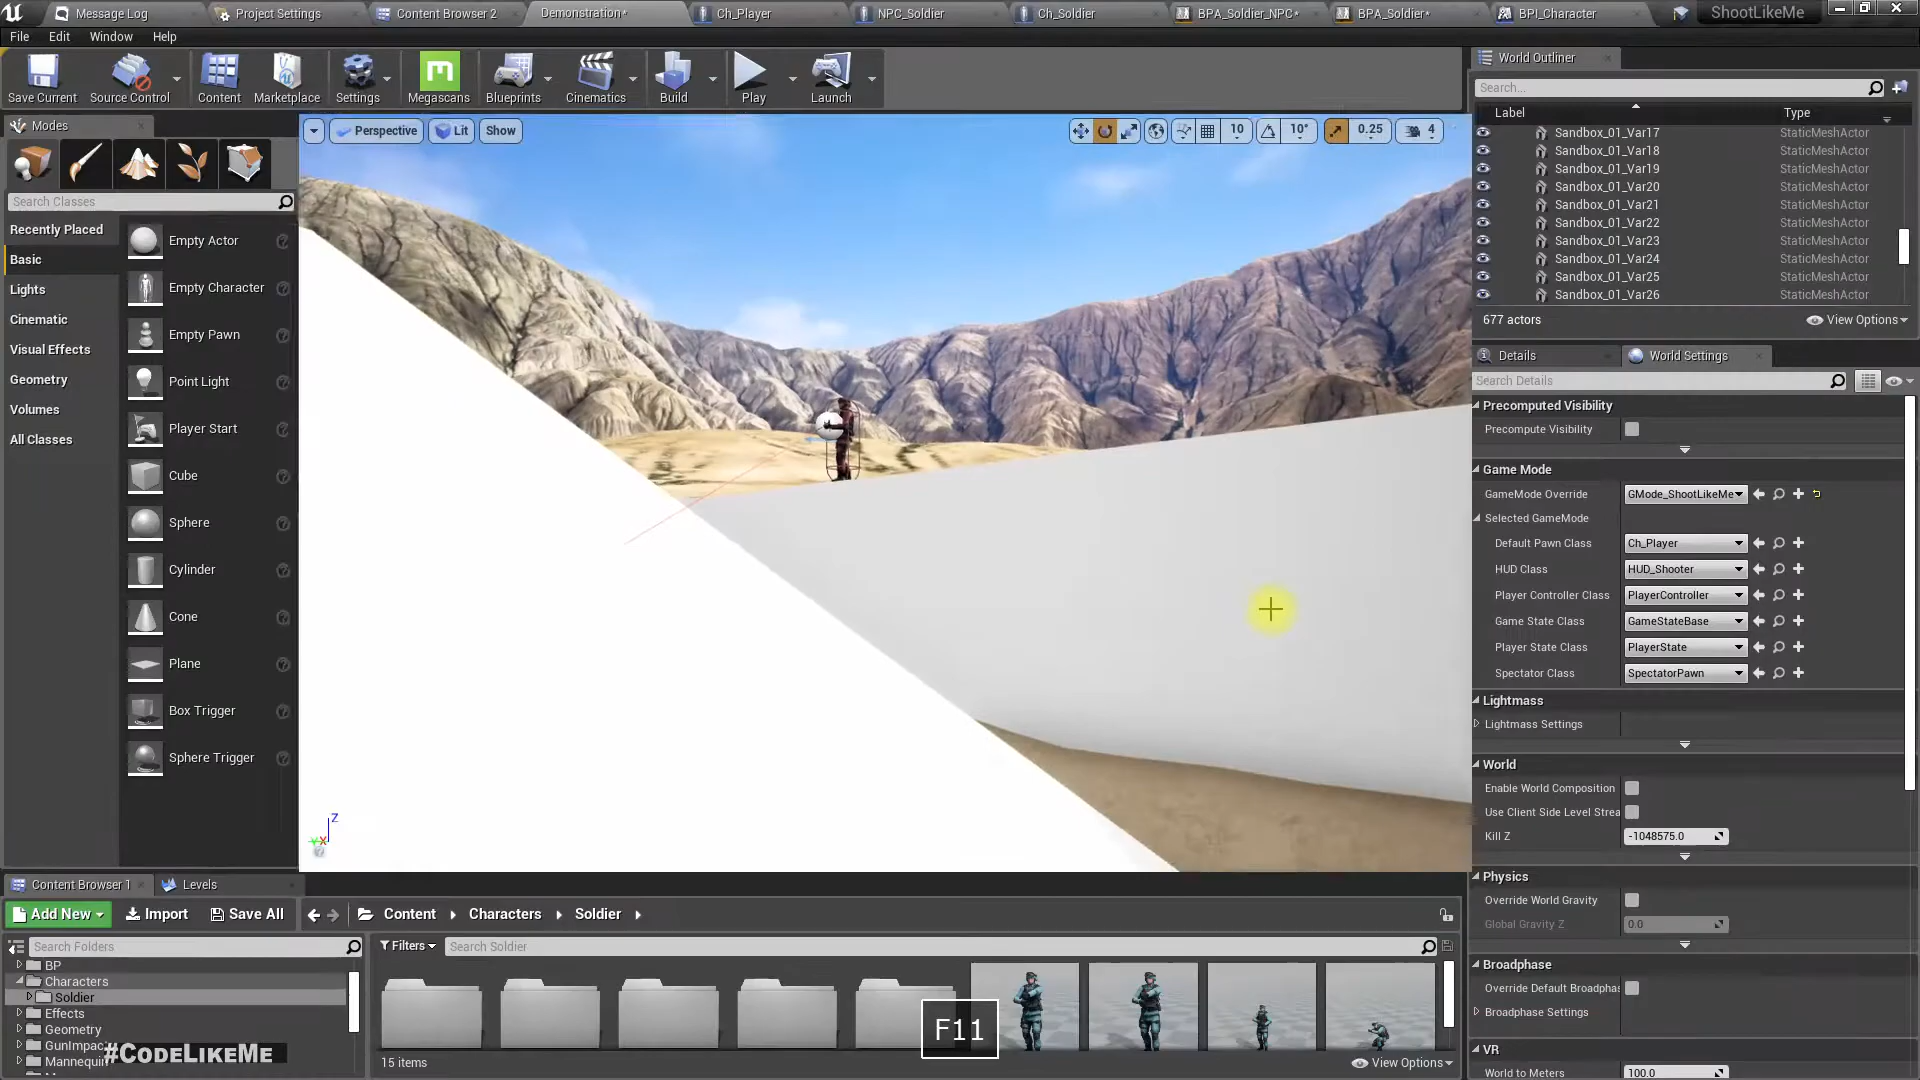 Message Log
Project Settings
Content Browser 2
Demonstration*
Ch_Player
NPC_Soldier
Ch_Soldier
BPA_Soldier_NPC*
BPA_Soldier*
BPI_Character
ShootLikeMe
File Edit Window Help
Save Current
Source Control
Content
Marketplace
Settings
Megascans
Blueprints
Cinematics
Build
Play
Launch
Modes
Search Classes
Recently Placed
Basic
Lights
Cinematic
Visual Effects
Geometry
Volumes
All Classes
Empty Actor
Empty Character
Empty Pawn
Point Light
Player Start
Cube
Sphere
Cylinder
Cone
Plane
Box Trigger
Sphere Trigger
Perspective Lit Show
10 10° 0.25 4
Z
World Outliner
Search...
Label Type
Sandbox_01_Var17 StaticMeshActor
Sandbox_01_Var18 StaticMeshActor
Sandbox_01_Var19 StaticMeshActor
Sandbox_01_Var20 StaticMeshActor
Sandbox_01_Var21 StaticMeshActor
Sandbox_01_Var22 StaticMeshActor
Sandbox_01_Var23 StaticMeshActor
Sandbox_01_Var24 StaticMeshActor
Sandbox_01_Var25 StaticMeshActor
Sandbox_01_Var26 StaticMeshActor
677 actors View Options
Details World Settings
Search Details
Precomputed Visibility
Precompute Visibility
Game Mode
GameMode Override GMode_ShootLikeMe
Selected GameMode
Default Pawn Class Ch_Player
HUD Class HUD_Shooter
Player Controller Class PlayerController
Game State Class GameStateBase
Player State Class PlayerState
Spectator Class SpectatorPawn
Lightmass
Lightmass Settings
World
Enable World Composition
Use Client Side Level Strea
Kill Z -1048575.0
Physics
Override World Gravity
Global Gravity Z 0.0
Broadphase
Override Default Broadphas
Broadphase Settings
VR
World to Meters 100.0
Content Browser 1 Levels
Add New Import Save All Content Characters Soldier
Search Folders
Filters Search Soldier
BP
Characters
Soldier
Effects
Geometry
GunImpac
Mannequin
#CodeLikeMe
F11
15 items View Options